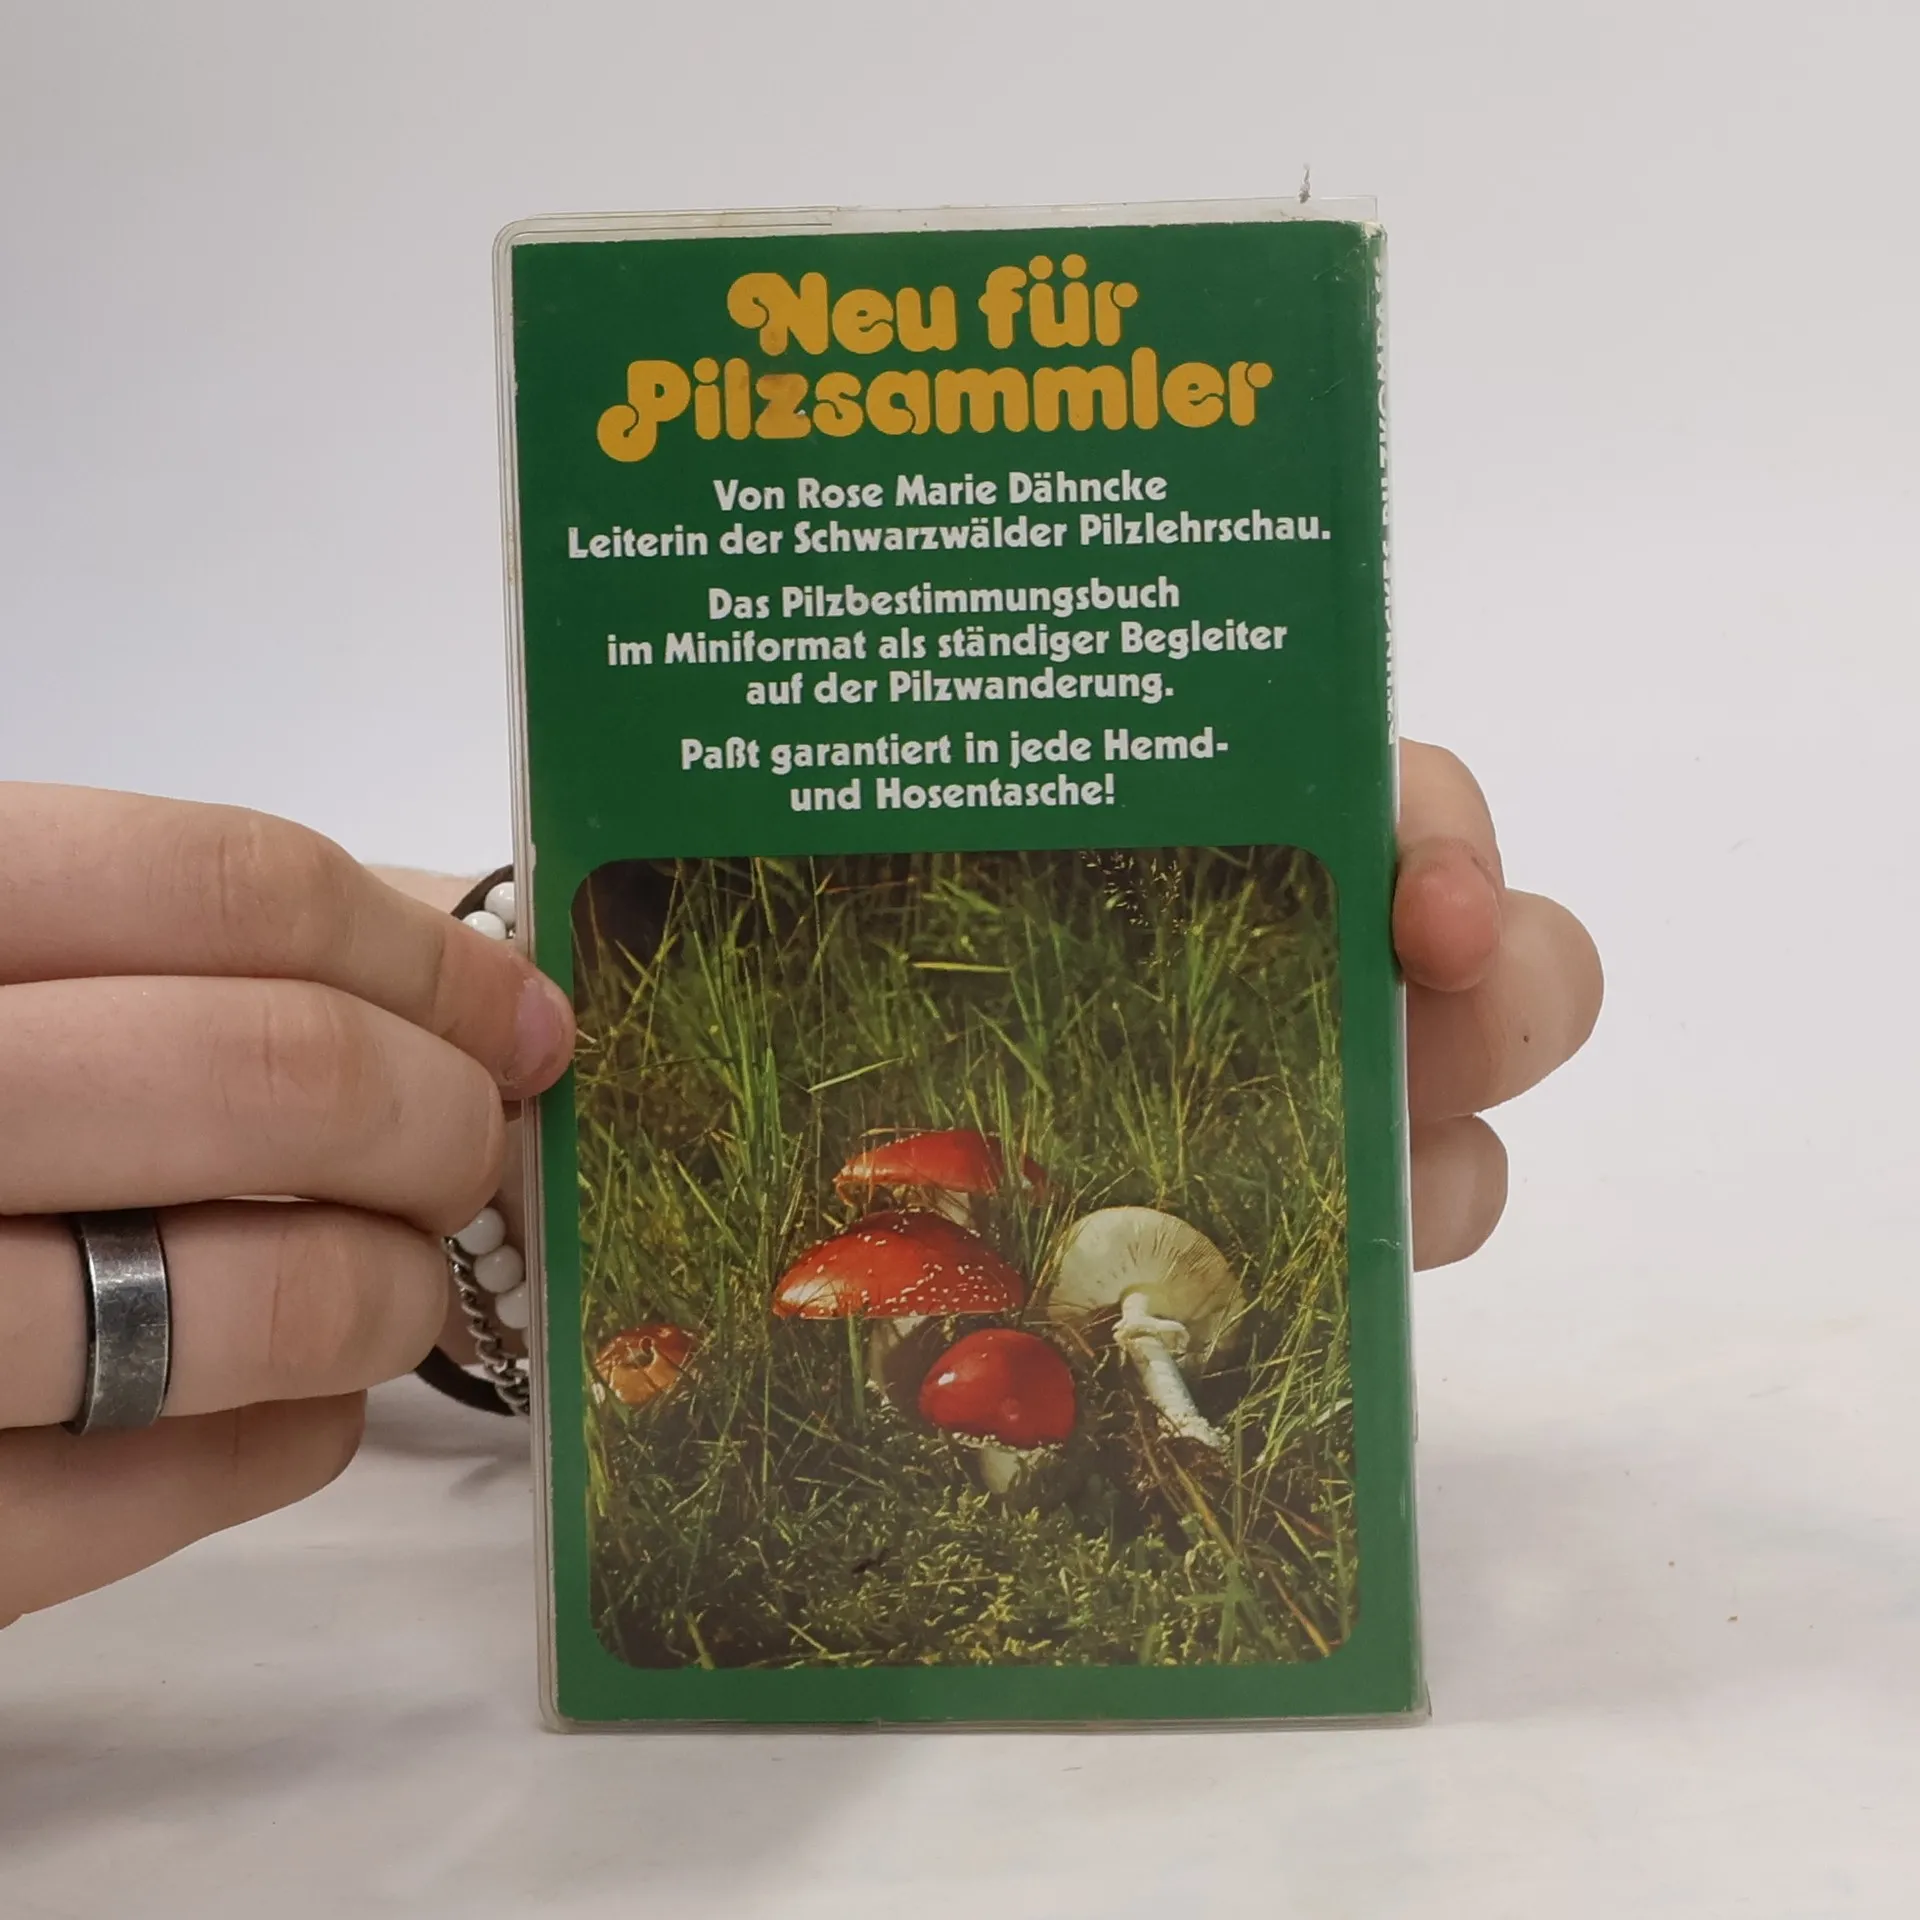 Neu für
Pilzsammler
Von Rose Marie Dähncke
Leiterin der Schwarzwälder Pilzlehrschau.
Das Pilzbestimmungsbuch
im Miniformat als ständiger Begleiter
auf der Pilzwanderung.
Paßt garantiert in jede Hemd-
und Hosentasche!